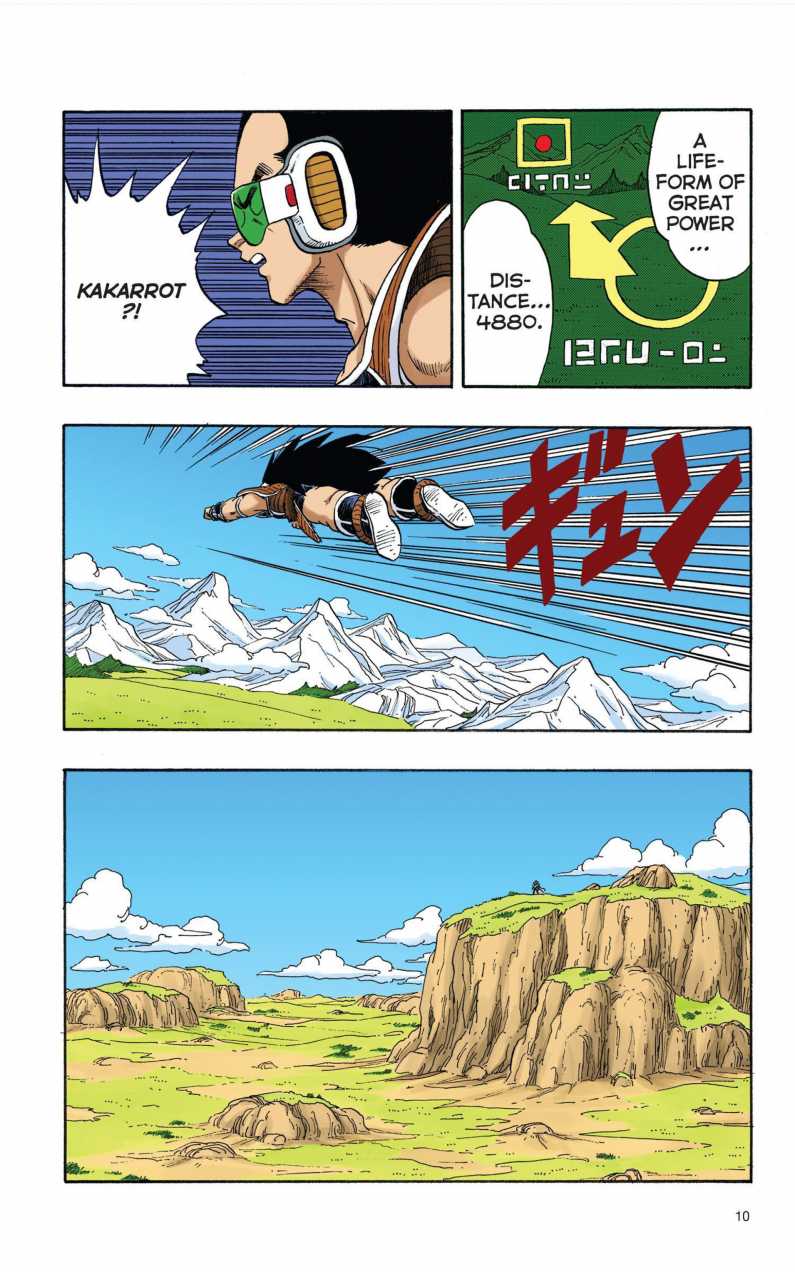 A
LIFE-
FORM OF
GREAT
POWER
...
DIS-
TANCE...
4880.
KAKARROT
?!
ギュン
10